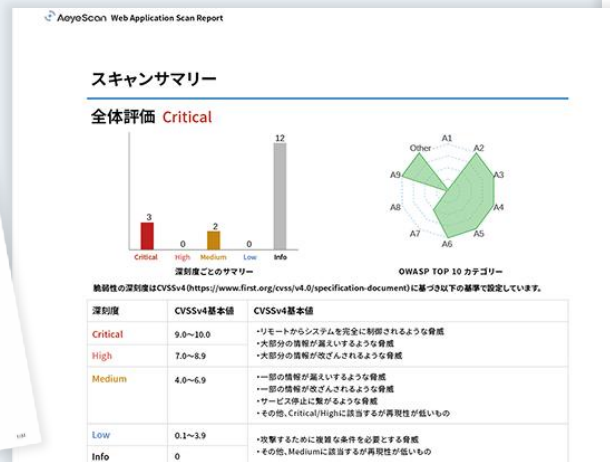 AeyeScan Web Application Scan Report
スキャンサマリー
全体評価 Critical
3
0
2
0
12
Critical
High
Medium
Low
Info
深刻度ごとのサマリー
A1
A2
A3
A4
A5
A6
A7
A8
A9
Other
OWASP TOP 10 カテゴリー
脆弱性の深刻度はCVSSv4(https://www.first.org/cvss/v4.0/specification-document)に基づき以下の基準で設定しています。
深刻度 CVSSv4基本値 CVSSv4基本値
Critical 9.0〜10.0
・リモートからシステムを完全に制御されるような脅威
・大部分の情報が漏えいするような脅威
High 7.0〜8.9
・大部分の情報が改ざんされるような脅威
Medium 4.0〜6.9
・一部の情報が漏えいするような脅威
・一部の情報が改ざんされるような脅威
・サービス停止に繋がるような脅威
・その他、Critical/Highに該当するが再現性が低いもの
Low 0.1〜3.9
・攻撃するために複雑な条件を必要とする脅威
・その他、Mediumに該当するが再現性が低いもの
Info 0